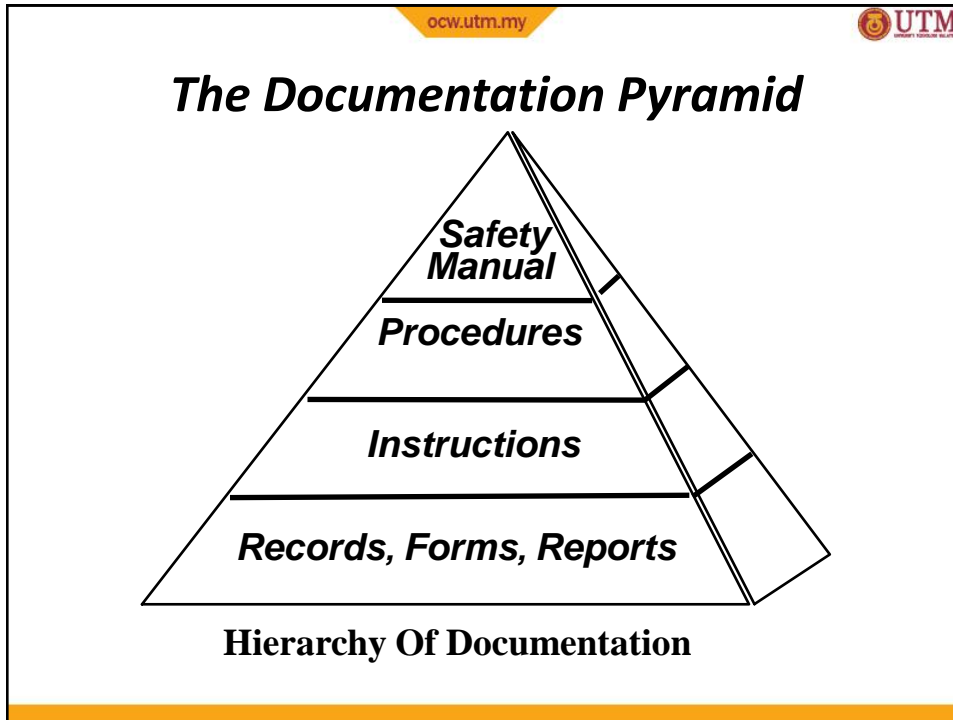 ocw.utm.my
UTM
The Documentation Pyramid
Safety
Manual
Procedures
Instructions
Records, Forms, Reports
Hierarchy Of Documentation